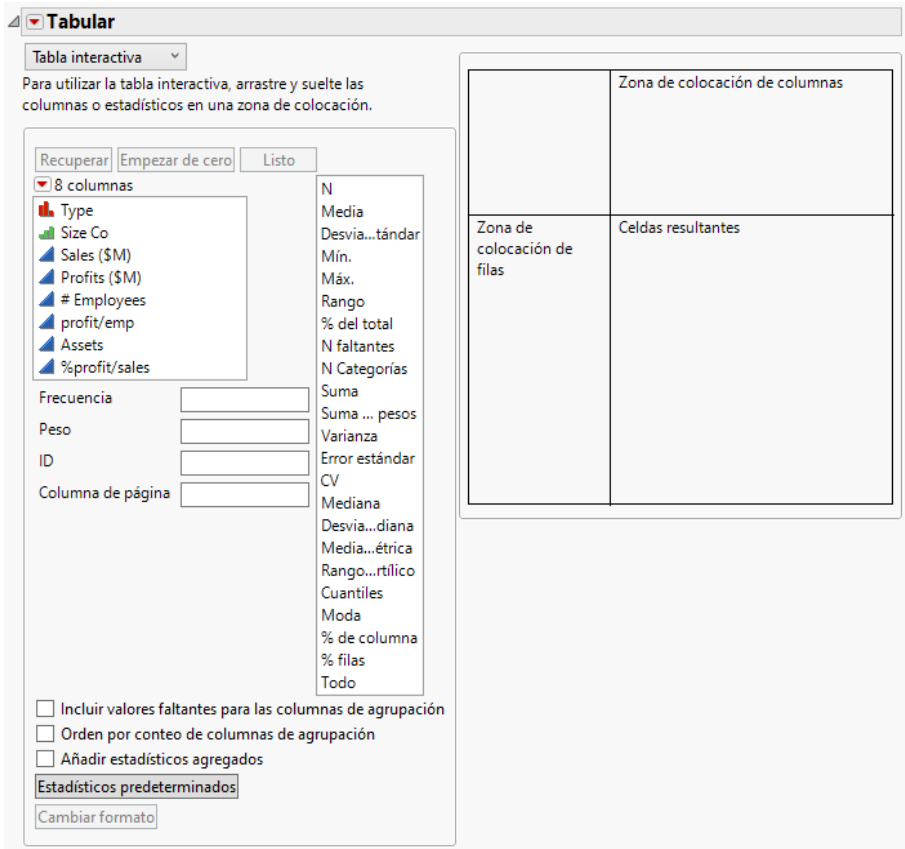 Tabular
Tabla interactiva
Para utilizar la tabla interactiva, arrastre y suelte las
columnas o estadísticos en una zona de colocación.
Recuperar
Empezar de cero
Listo
8 columnas
Type
Size Co
Sales ($M)
Profits ($M)
# Employees
profit/emp
Assets
%profit/sales
Frecuencia
Peso
ID
Columna de página
N
Media
Desvia...tándar
Mín.
Máx.
Rango
% del total
N faltantes
N Categorías
Suma
Suma ... pesos
Varianza
Error estándar
CV
Mediana
Desvia...diana
Media...étrica
Rango...rtílico
Cuantiles
Moda
% de columna
% filas
Todo
Incluir valores faltantes para las columnas de agrupación
Orden por conteo de columnas de agrupación
Añadir estadísticos agregados
Estadísticos predeterminados
Cambiar formato
Zona de colocación de columnas
Zona de
colocación de
filas
Celdas resultantes